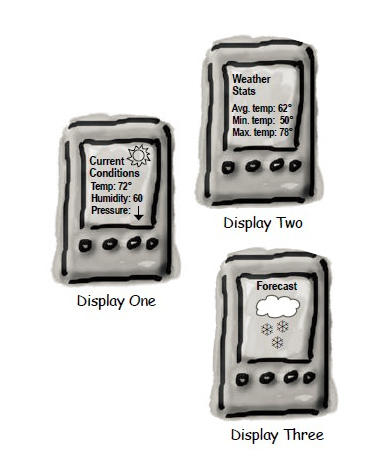 Current
Conditions
Temp: 72°
Humidity: 60
Pressure:
Display One
Weather
Stats
Avg. temp: 62°
Min. temp: 50°
Max. temp: 78°
Display Two
Forecast
Display Three